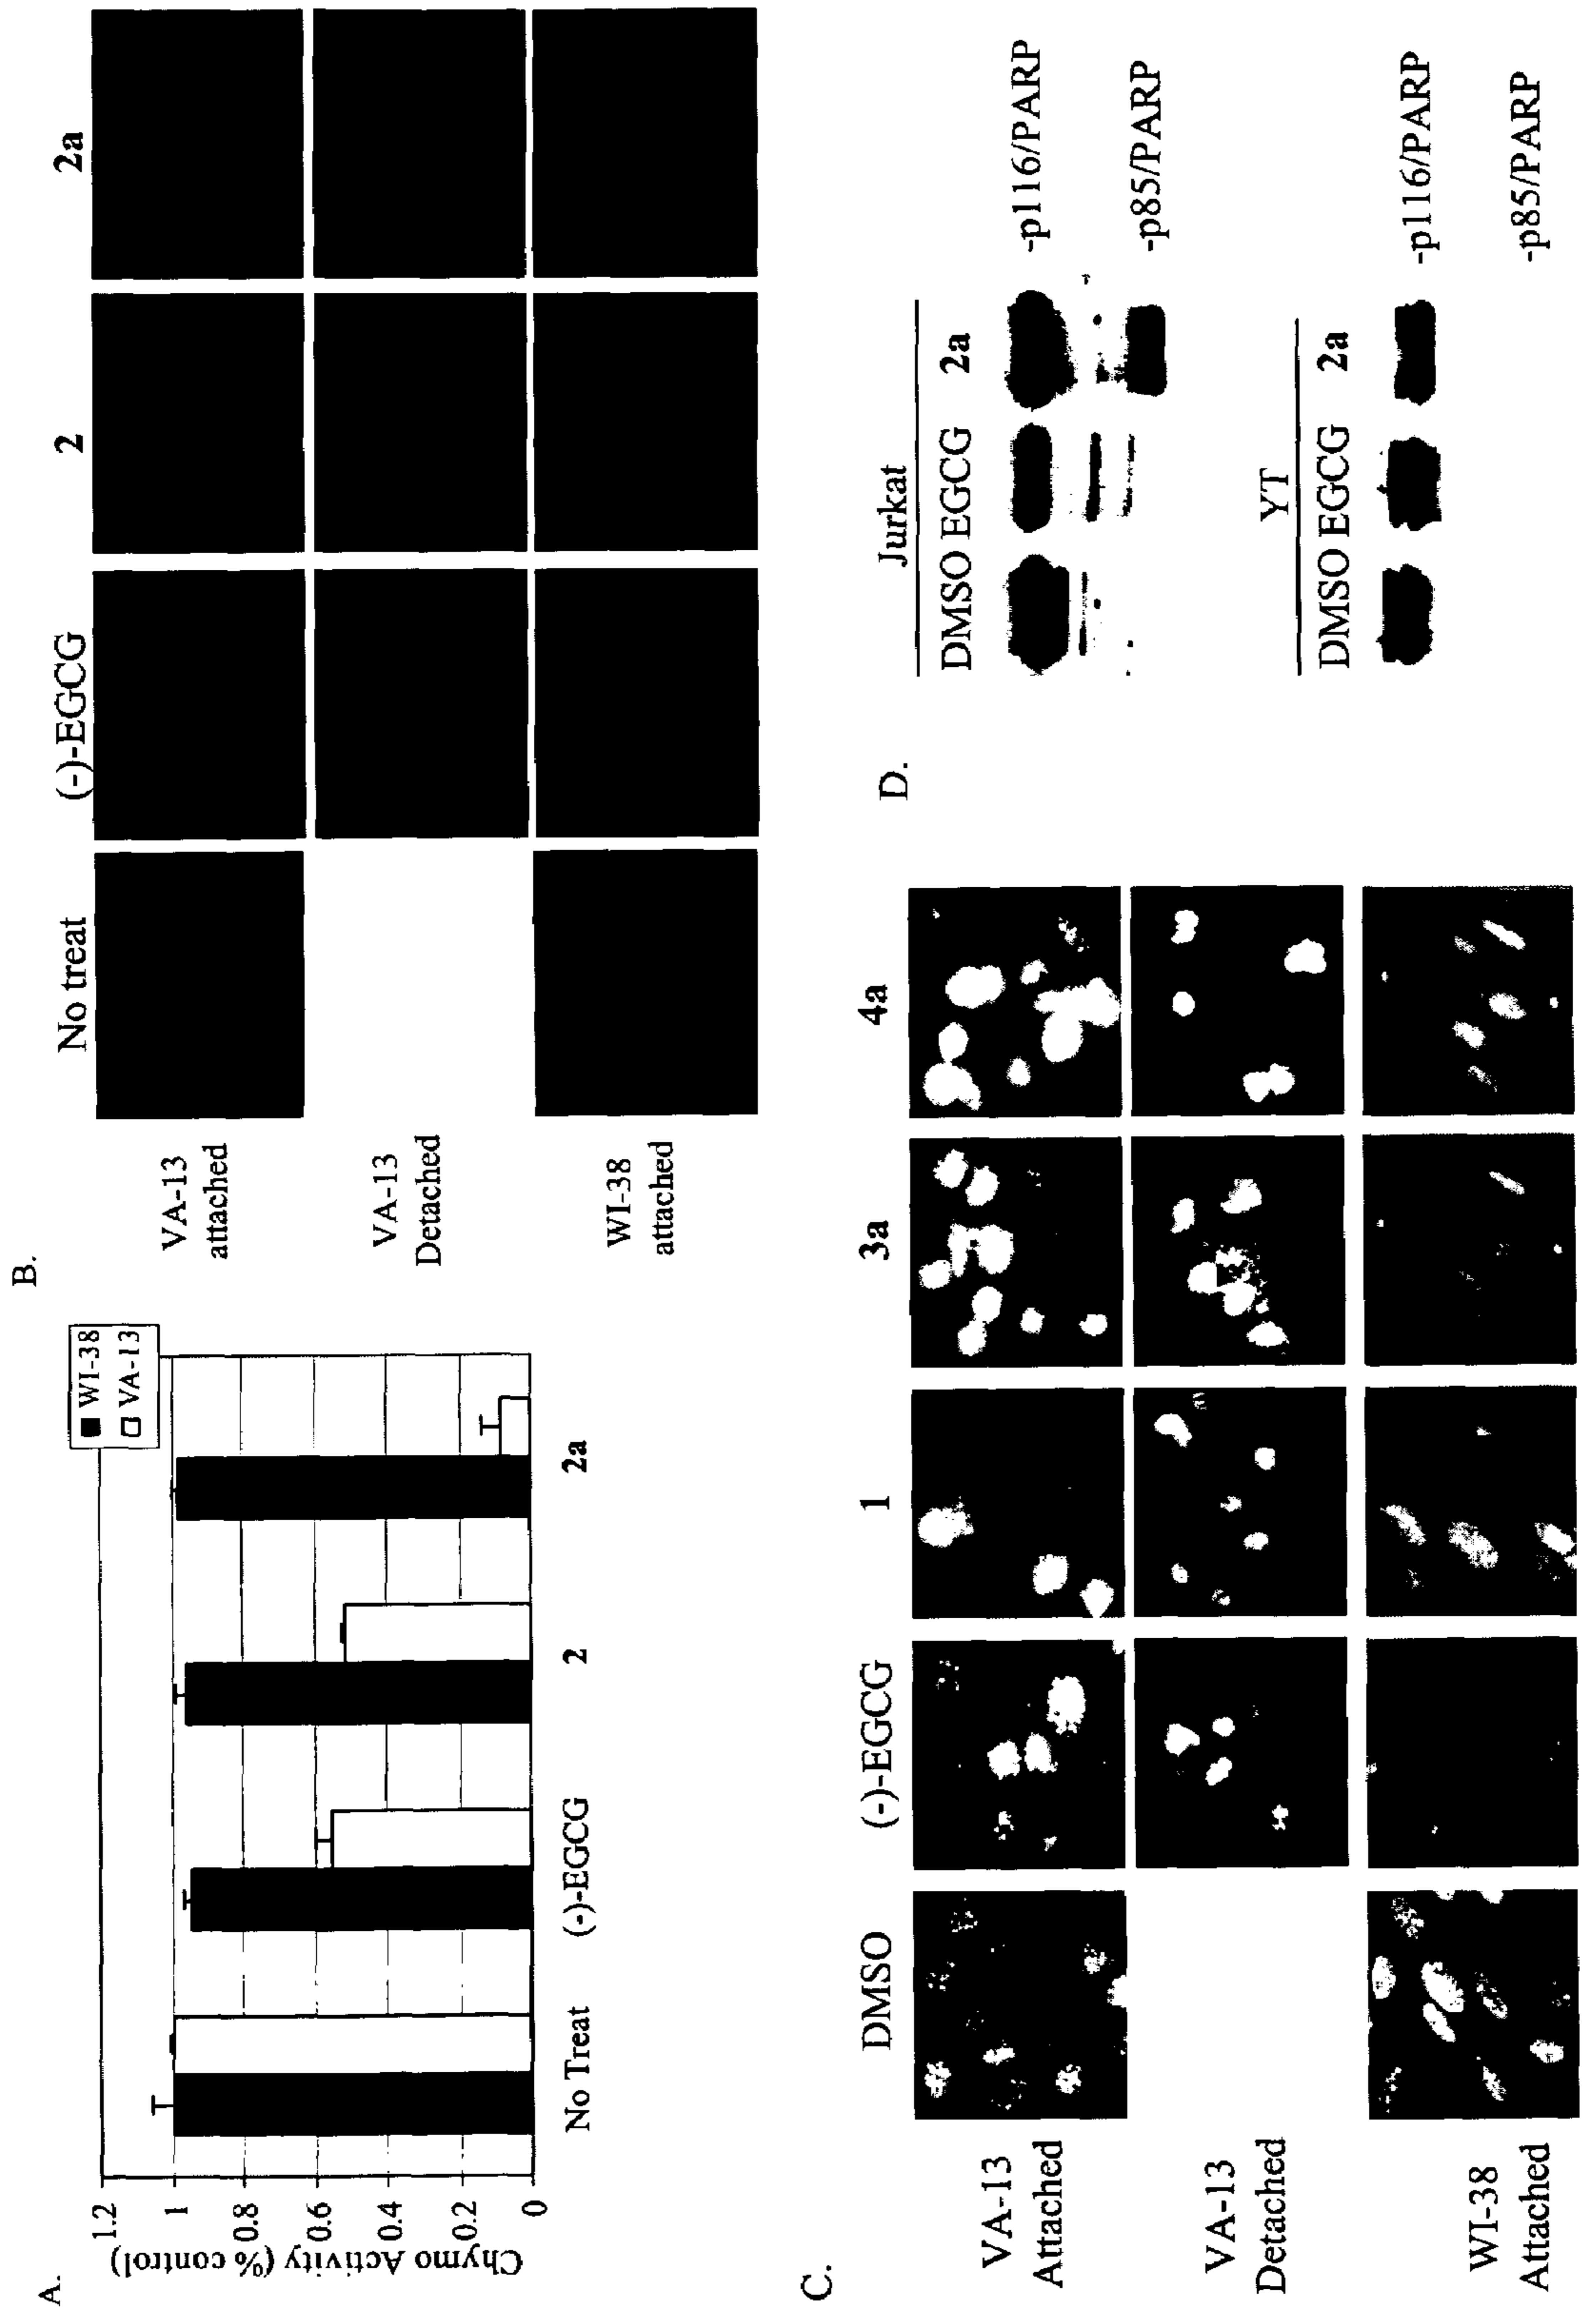 A.
Chymo Activity (% control)
1.2
1
0.8
0.6
0.4
0.2
0
WI-38
VA-13
No Treat
(-)-EGCG
2
2a
B.
No treat
(-)-EGCG
2
2a
VA-13
attached
VA-13
Detached
WI-38
attached
C.
DMSO
(-)-EGCG
1
3a
4a
VA-13
Attached
VA-13
Detached
WI-38
Attached
D.
Jurkat
DMSO EGCG 2a
-p116/PARP
-p85/PARP
YT
DMSO EGCG 2a
-p116/PARP
-p85/PARP